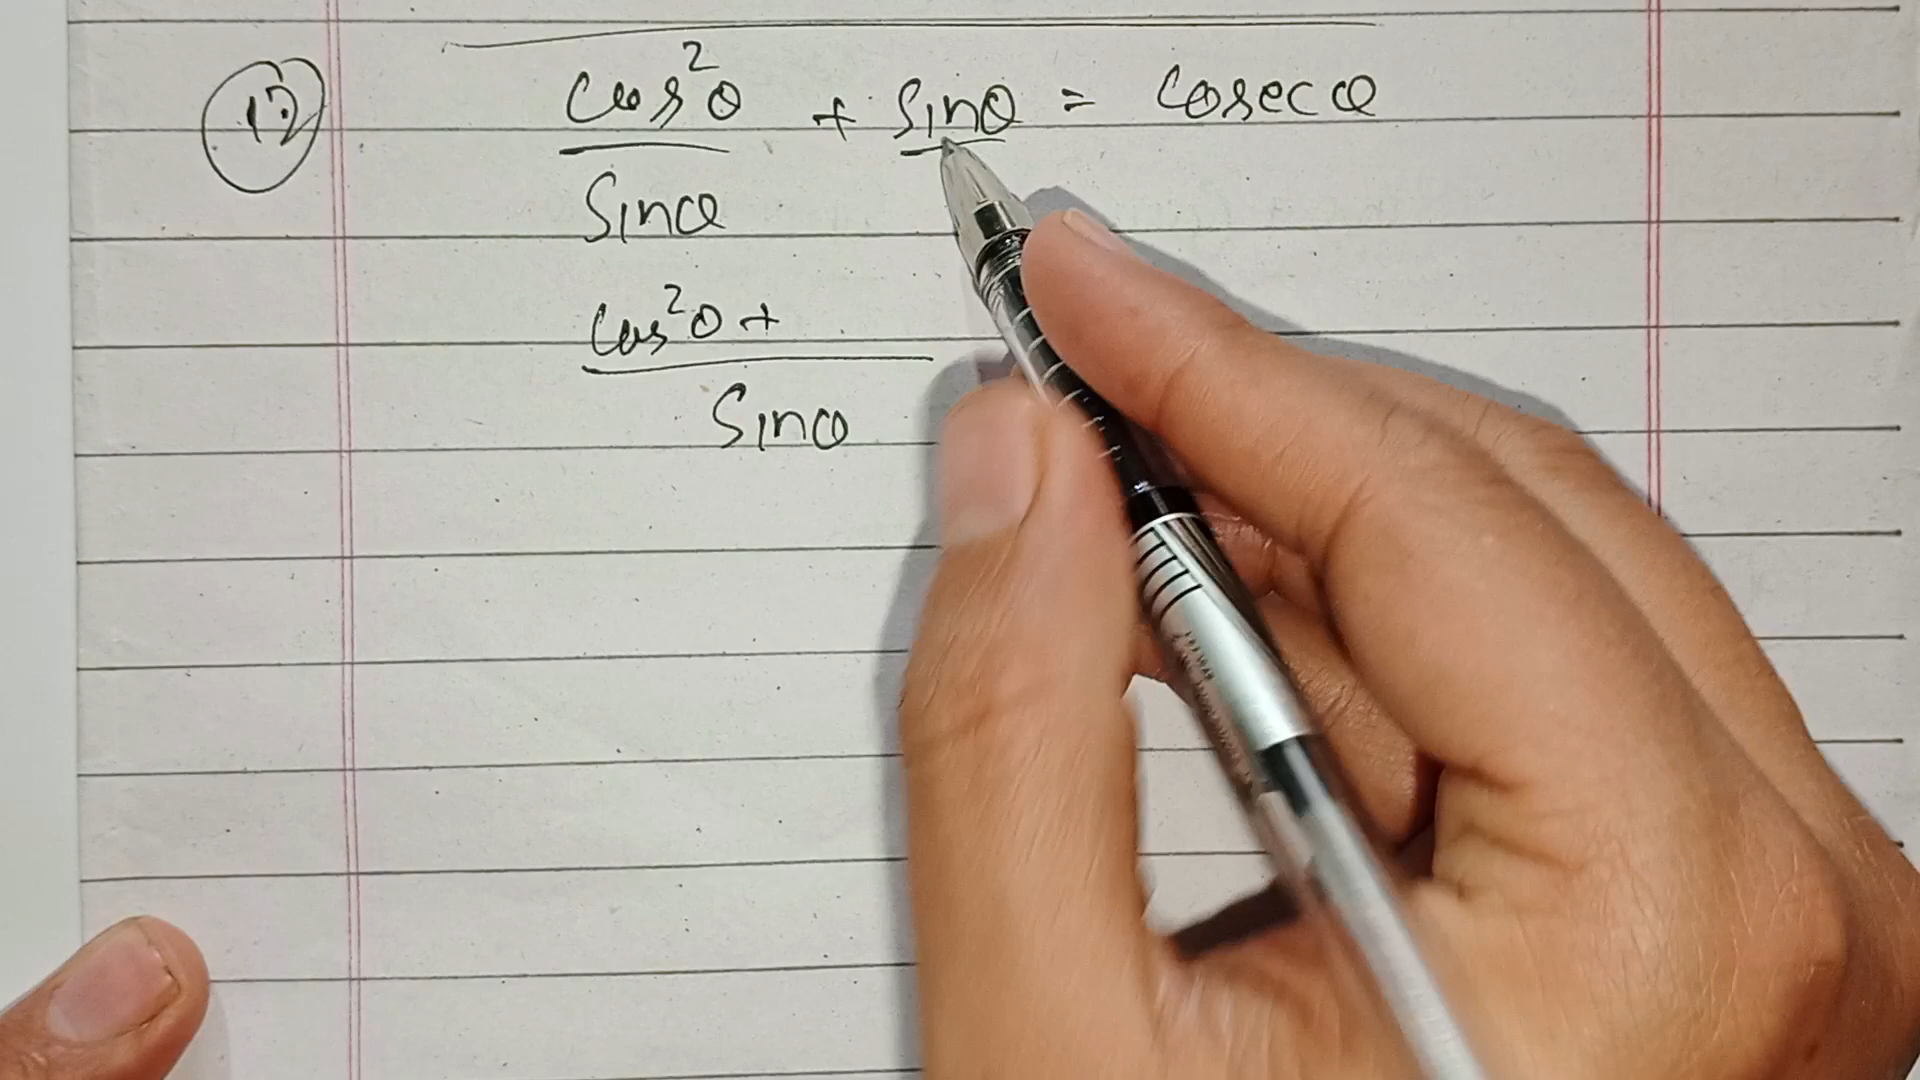 12 cos²θ + sinθ = cosecθ
sinθ
cos²θ +
sinθ